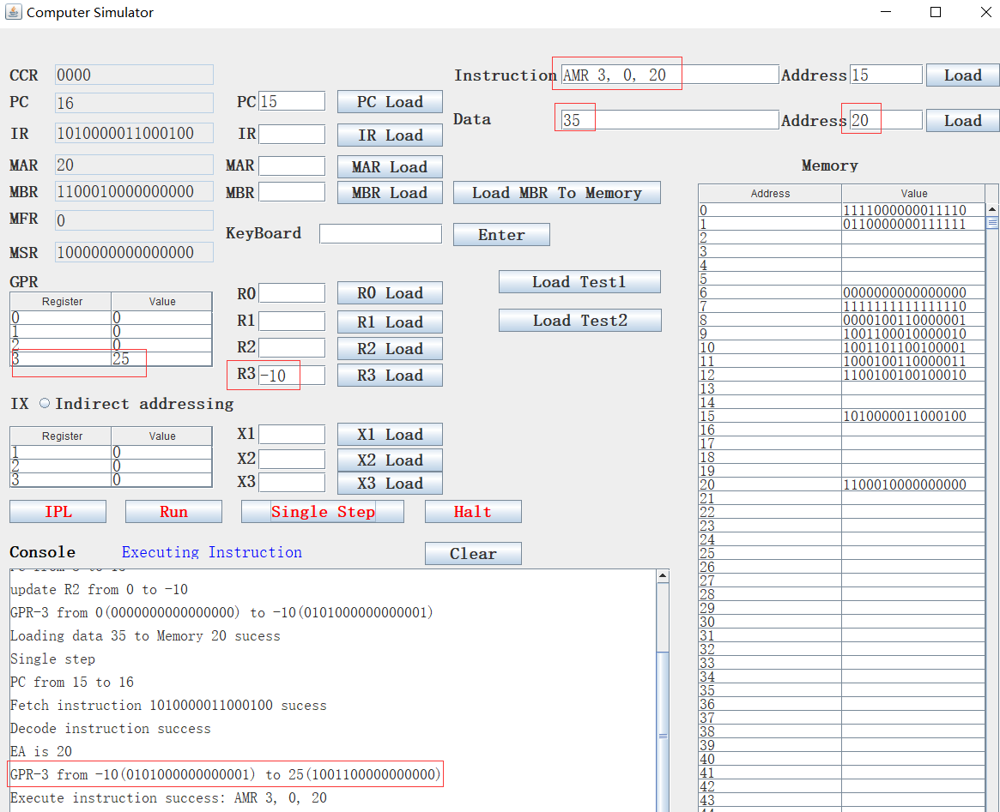 Computer Simulator
CCR 0000
PC 16
IR 1010000011000100
MAR 20
MBR 1100010000000000
MFR 0
MSR 1000000000000000
PC 15 PC Load
IR IR Load
MAR MAR Load
MBR MBR Load Load MBR To Memory
KeyBoard Enter
Instruction AMR 3, 0, 20 Address 15 Load
Data 35 Address 20 Load
Load Test1
Load Test2
GPR
Register Value
0 0
1 0
2 0
3 25
R0 R0 Load
R1 R1 Load
R2 R2 Load
R3 -10 R3 Load
IX Indirect addressing
Register Value
1 0
2 0
3 0
X1 X1 Load
X2 X2 Load
X3 X3 Load
IPL Run Single Step Halt
Console Executing Instruction Clear
update R2 from 0 to -10
GPR-3 from 0(0000000000000000) to -10(0101000000000001)
Loading data 35 to Memory 20 sucess
Single step
PC from 15 to 16
Fetch instruction 1010000011000100 sucess
Decode instruction success
EA is 20
GPR-3 from -10(0101000000000001) to 25(1001100000000000)
Execute instruction success: AMR 3, 0, 20
Memory
Address Value
0 1111000000011110
1 0110000000111111
2
3
4
5
6 0000000000000000
7 1111111111111110
8 0000100110000001
9 1001100010000010
10 1001101100100001
11 1000100110000011
12 1100100100100010
13
14
15 1010000011000100
16
17
18
19
20 1100010000000000
21
22
23
24
25
26
27
28
29
30
31
32
33
34
35
36
37
38
39
40
41
42
43